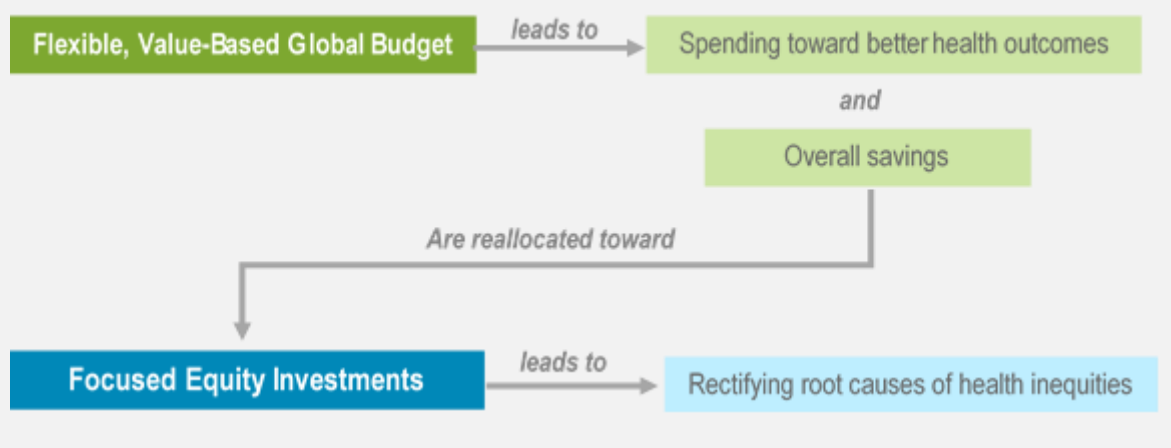 Flexible, Value-Based Global Budget
leads to
Spending toward better health outcomes
and
Overall savings
Are reallocated toward
Focused Equity Investments
leads to
Rectifying root causes of health inequities